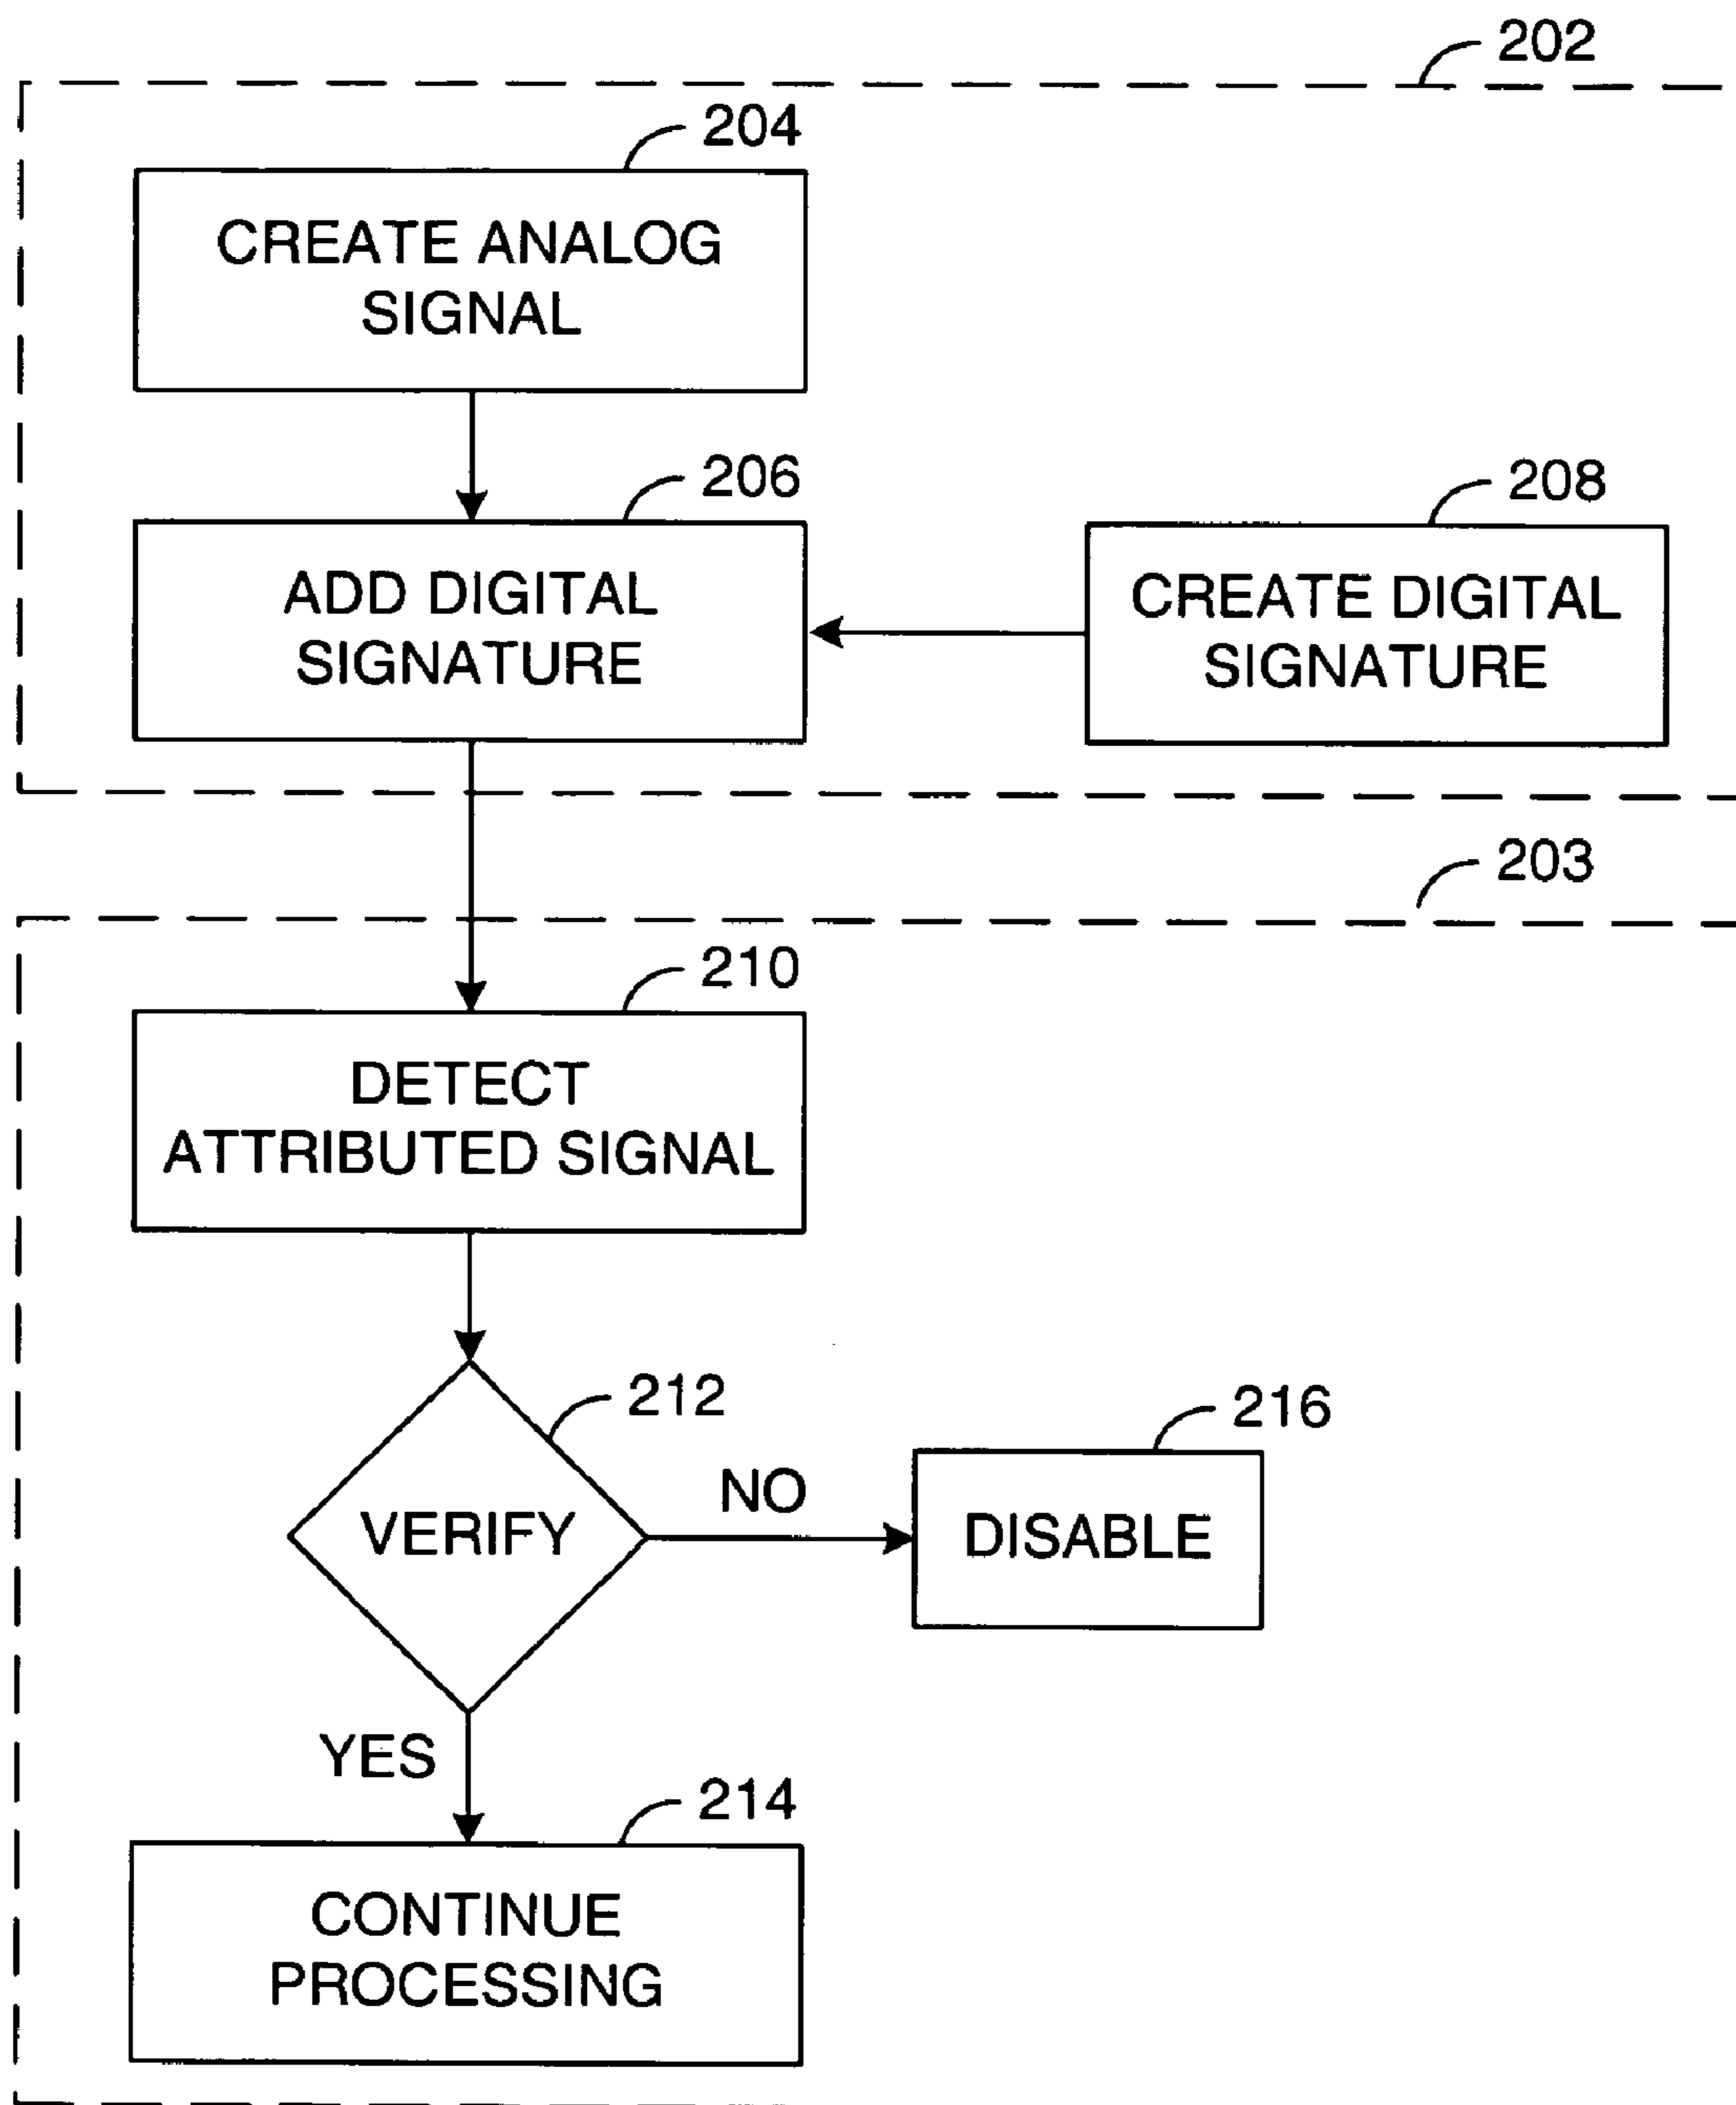 202
204
CREATE ANALOG
SIGNAL
206
ADD DIGITAL
SIGNATURE
208
CREATE DIGITAL
SIGNATURE
203
210
DETECT
ATTRIBUTED SIGNAL
212
VERIFY
NO
216
DISABLE
YES
214
CONTINUE
PROCESSING